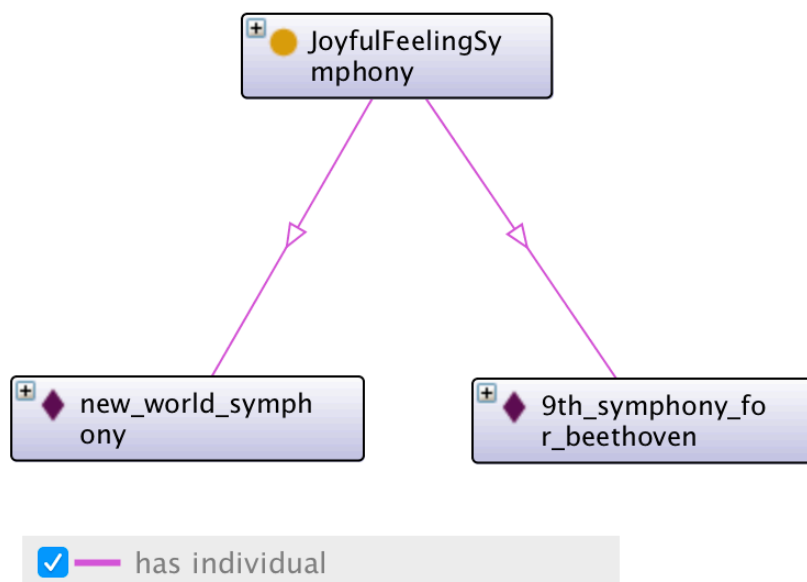 JoyfulFeelingSy
mphony
new_world_symph
ony
9th_symphony_fo
r_beethoven
has individual